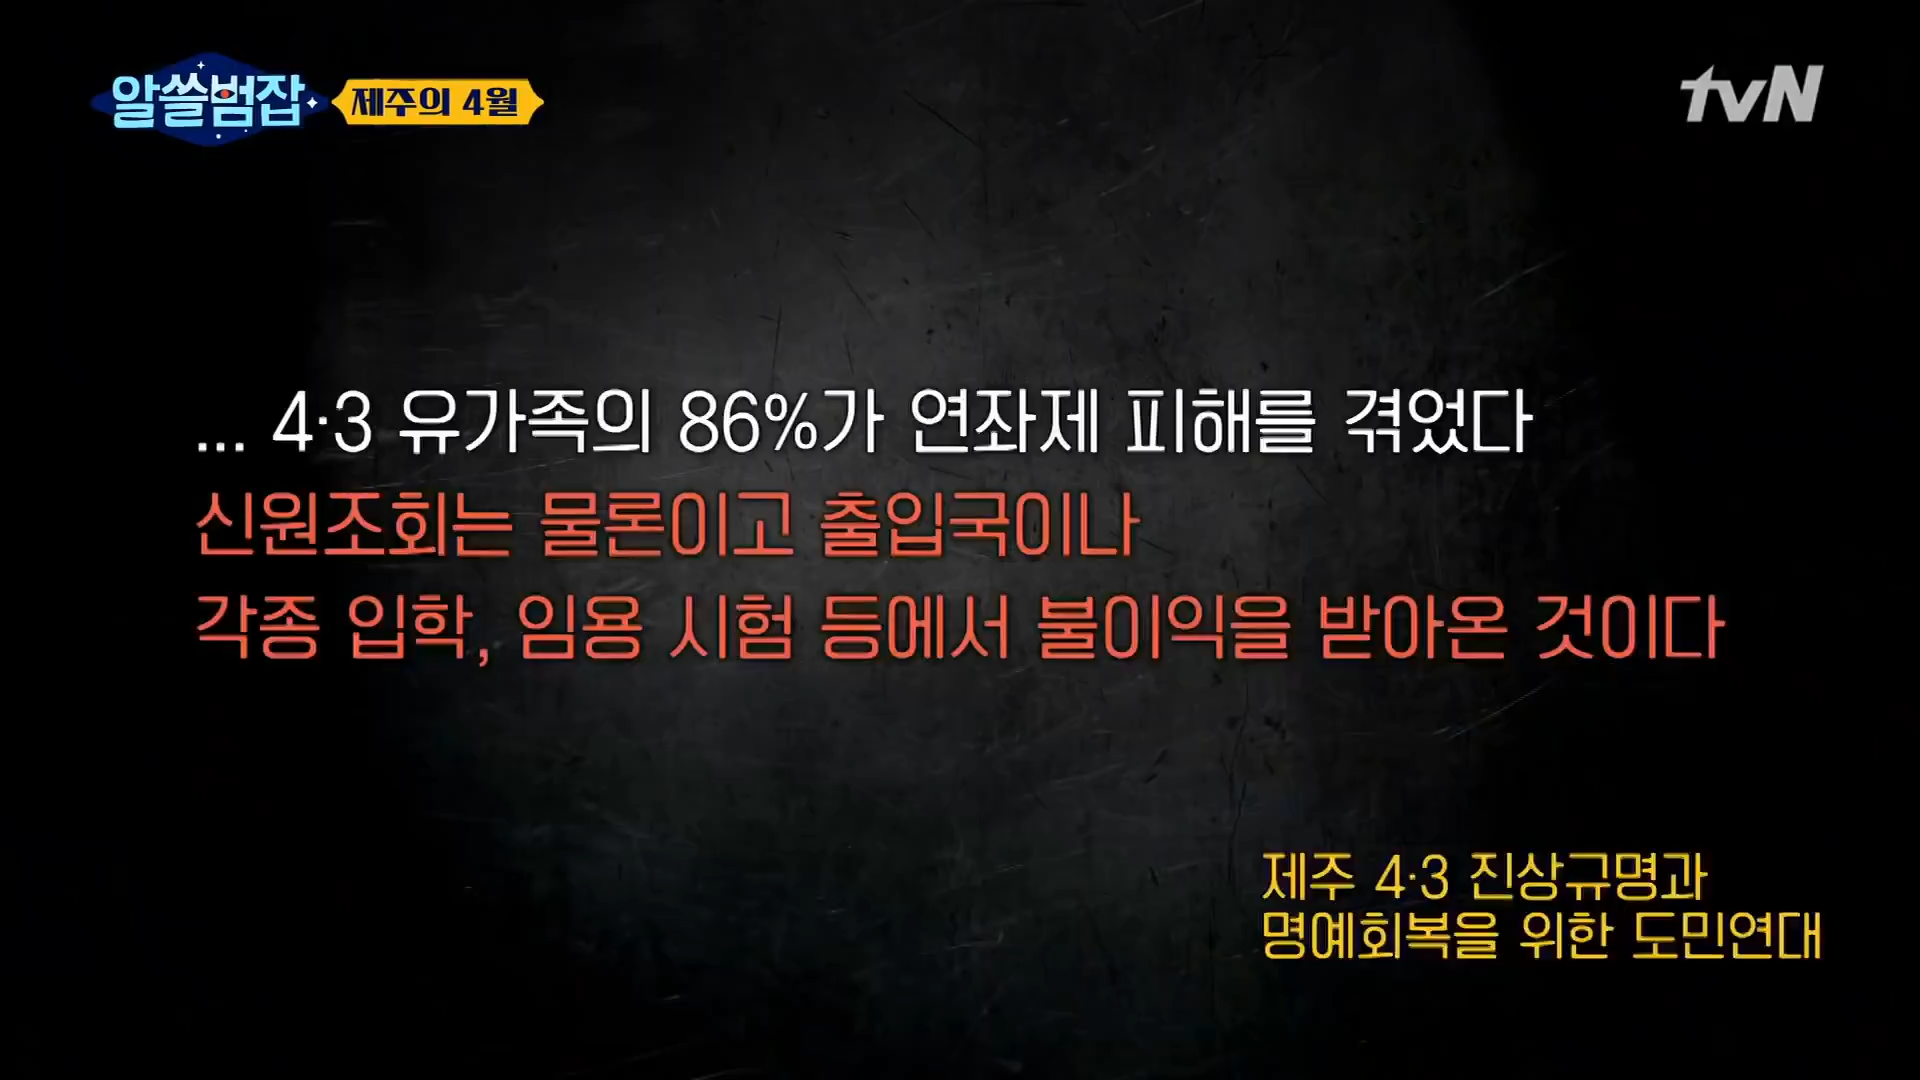 알쓸범잡 제주의 4월
tvN
... 4·3 유가족의 86%가 연좌제 피해를 겪었다
신원조회는 물론이고 출입국이나
각종 입학, 임용 시험 등에서 불이익을 받아온 것이다
제주 4·3 진상규명과
명예회복을 위한 도민연대